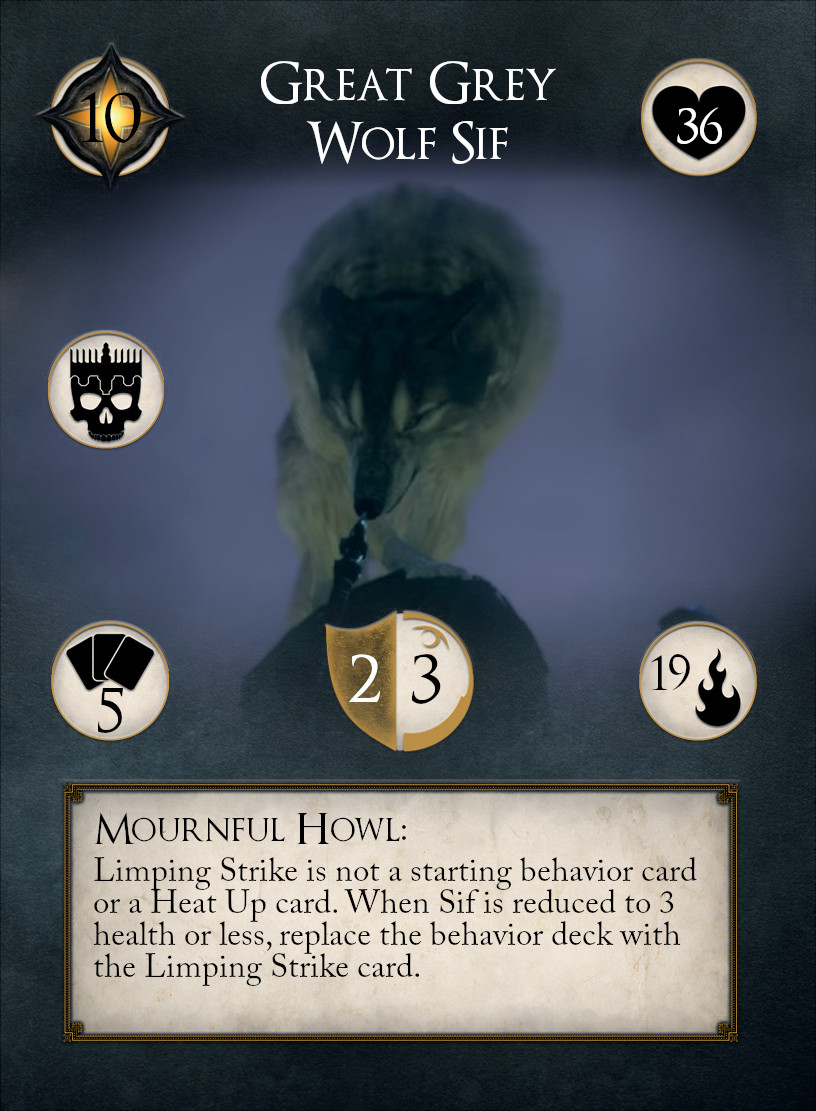 10
Great Grey
Wolf Sif
36
5
2 3
19
Mournful Howl:
Limping Strike is not a starting behavior card
or a Heat Up card. When Sif is reduced to 3
health or less, replace the behavior deck with
the Limping Strike card.